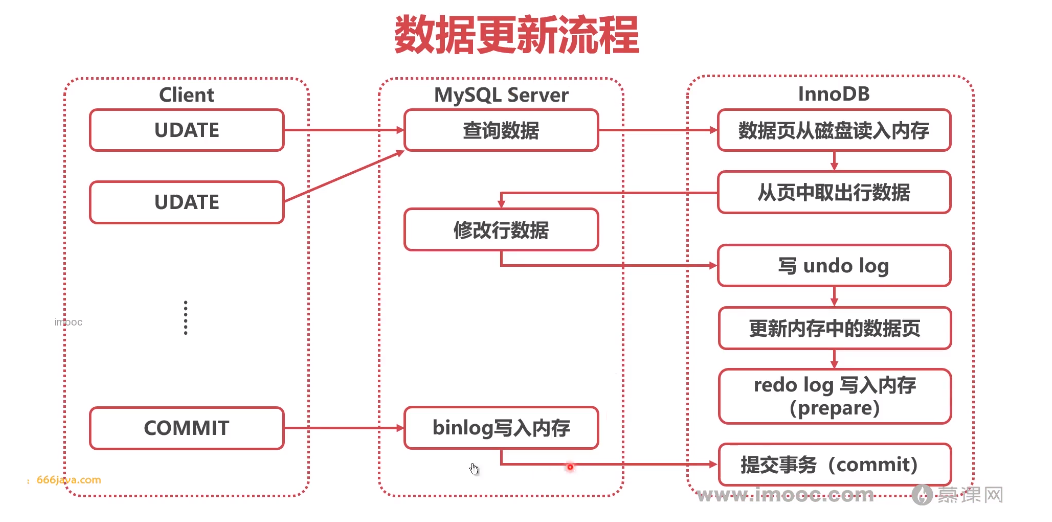 数据更新流程
Client
MySQL Server
InnoDB
UDATE
查询数据
数据页从磁盘读入内存
UDATE
从页中取出行数据
修改行数据
写 undo log
imooc
更新内存中的数据页
redo log 写入内存
（prepare）
COMMIT
binlog写入内存
提交事务（commit）
：666java.com
www.imooc.com
慕课网